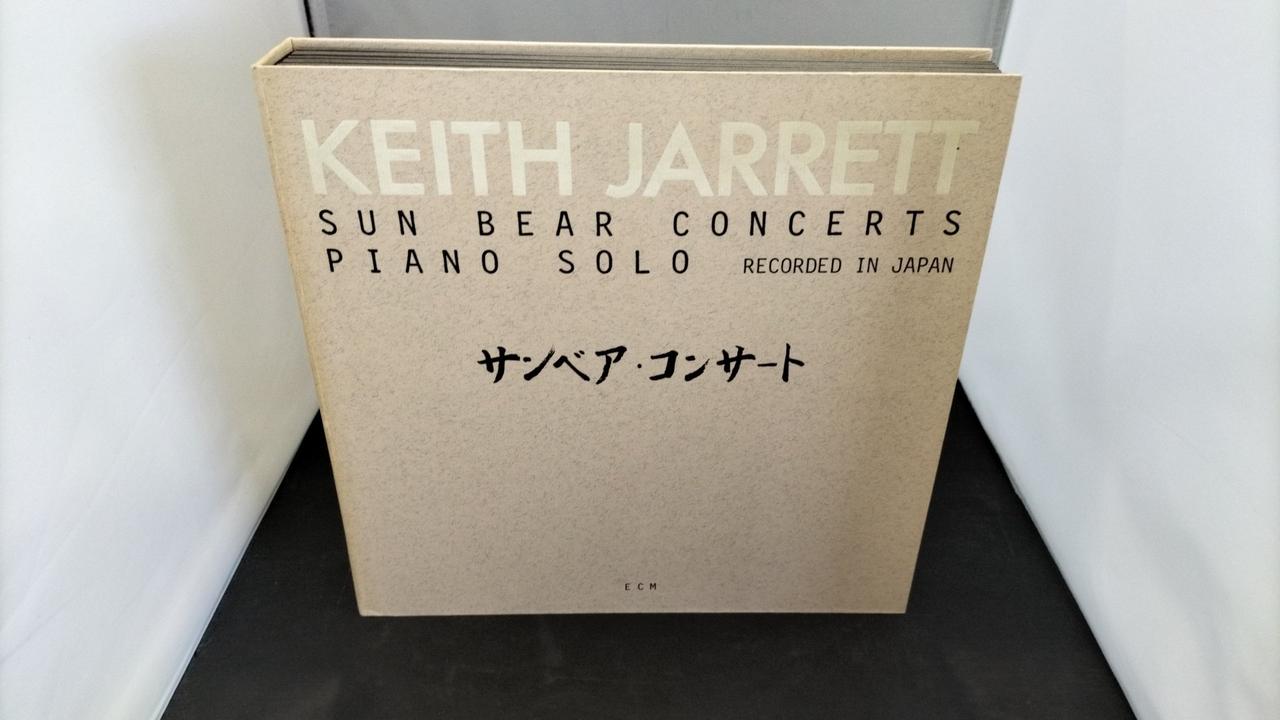 KEITH JARRETT
SUN BEAR CONCERTS
PIANO SOLO RECORDED IN JAPAN
サンベア・コンサート
ECM